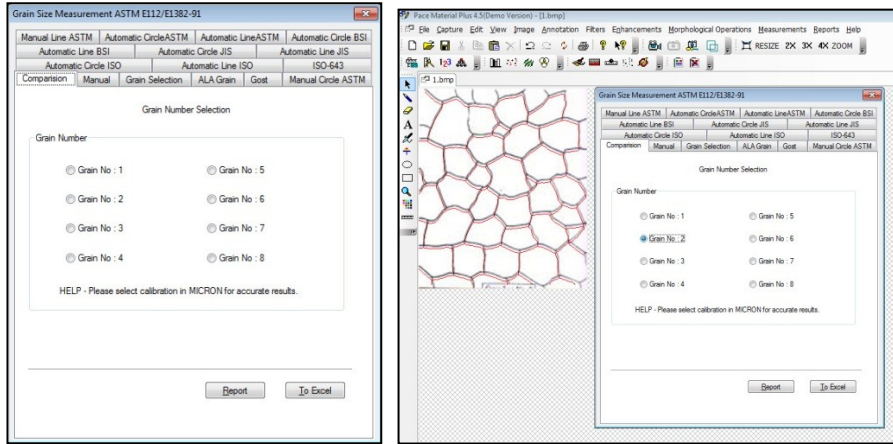 Grain Size Measurement ASTM E112/E1382-91
Manual Line ASTM Automatic CircleASTM Automatic LineASTM Automatic Circle BSI
Automatic Line BSI Automatic Circle JIS Automatic Line JIS
Automatic Circle ISO Automatic Line ISO ISO-643
Comparision Manual Grain Selection ALA Grain Gost Manual Circle ASTM
Grain Number Selection
Grain Number
Grain No : 1 Grain No : 5
Grain No : 2 Grain No : 6
Grain No : 3 Grain No : 7
Grain No : 4 Grain No : 8
HELP - Please select calibration in MICRON for accurate results.
Report To Excel
Pace Material Plus 4.5(Demo Version) - [1.bmp]
File Capture Edit View Image Annotation Filters Enhancements Morphological Operations Measurements Reports Help
RESIZE 2X 3X 4X ZOOM
123
1.bmp
A
Grain Size Measurement ASTM E112/E1382-91
Manual Line ASTM Automatic CircleASTM Automatic LineASTM Automatic Circle BSI
Automatic Line BSI Automatic Circle JIS Automatic Line JIS
Automatic Circle ISO Automatic Line ISO ISO-643
Comparision Manual Grain Selection ALA Grain Gost Manual Circle ASTM
Grain Number Selection
Grain Number
Grain No : 1 Grain No : 5
Grain No : 2 Grain No : 6
Grain No : 3 Grain No : 7
Grain No : 4 Grain No : 8
HELP - Please select calibration in MICRON for accurate results.
Report To Excel